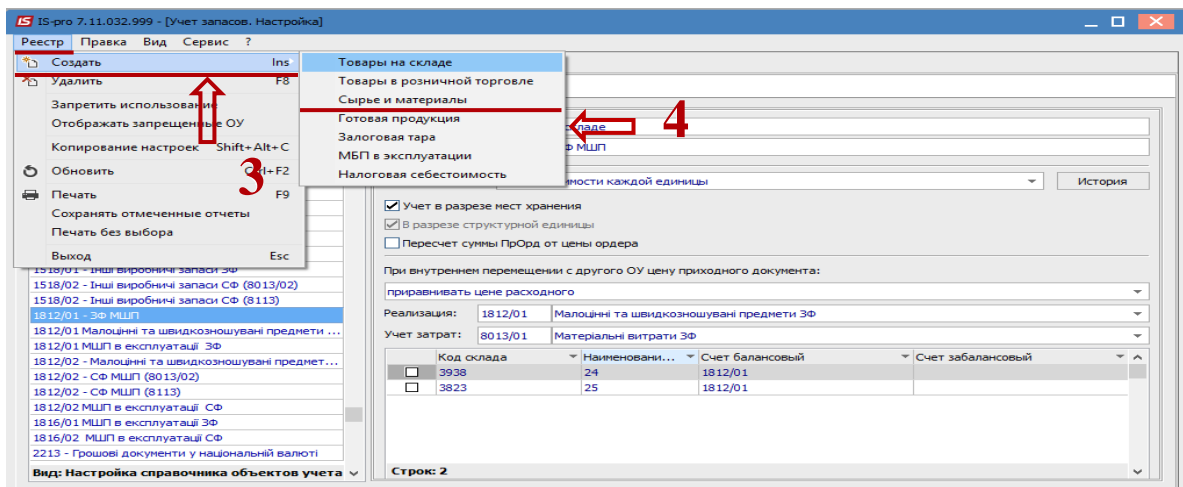 IS-pro 7.11.032.999 - [Учет запасов. Настройка]
Реестр Правка Вид Сервис ?
Создать Ins
Удалить F8
Запретить использование
Отображать запрещенные ОУ
Копирование настроек Shift+Alt+C
Обновить Ctrl+F2
Печать F9
Сохранять отмеченные отчеты
Печать без выбора
Выход Esc
3
Товары на складе
Товары в розничной торговле
Сырье и материалы
Готовая продукция
Залоговая тара
МБП в эксплуатации
Налоговая себестоимость
4
складе
МШП
каждой единицы История
Учет в разрезе мест хранения
В разрезе структурной единицы
Пересчет суммы ПрОрд от цены ордера
При внутреннем перемещении с другого ОУ цену приходного документа:
приравнивать цене расходного
Реализация: 1812/01 Малоцінні та швидкозношувані предмети ЗФ
Учет затрат: 8013/01 Матеріальні витрати ЗФ
Код склада Наименовани... Счет балансовый Счет забалансовый
3938 24 1812/01
3823 25 1812/01
Строк: 2
1518/01 - Інші виробничі запаси ЗФ
1518/02 - Інші виробничі запаси СФ (8013/02)
1518/02 - Інші виробничі запаси СФ (8113)
1812/01 - ЗФ МШП
1812/01 Малоцінні та швидкозношувані предмети ...
1812/01 МШП в експлуатації ЗФ
1812/02 - Малоцінні та швидкозношувані предмет...
1812/02 - СФ МШП (8013/02)
1812/02 - СФ МШП (8113)
1812/02 МШП в експлуатації СФ
1816/01 МШП в експлуатації ЗФ
1816/02 МШП в експлуатації СФ
2213 - Грошові документи у національній валюті
Вид: Настройка справочника объектов учета